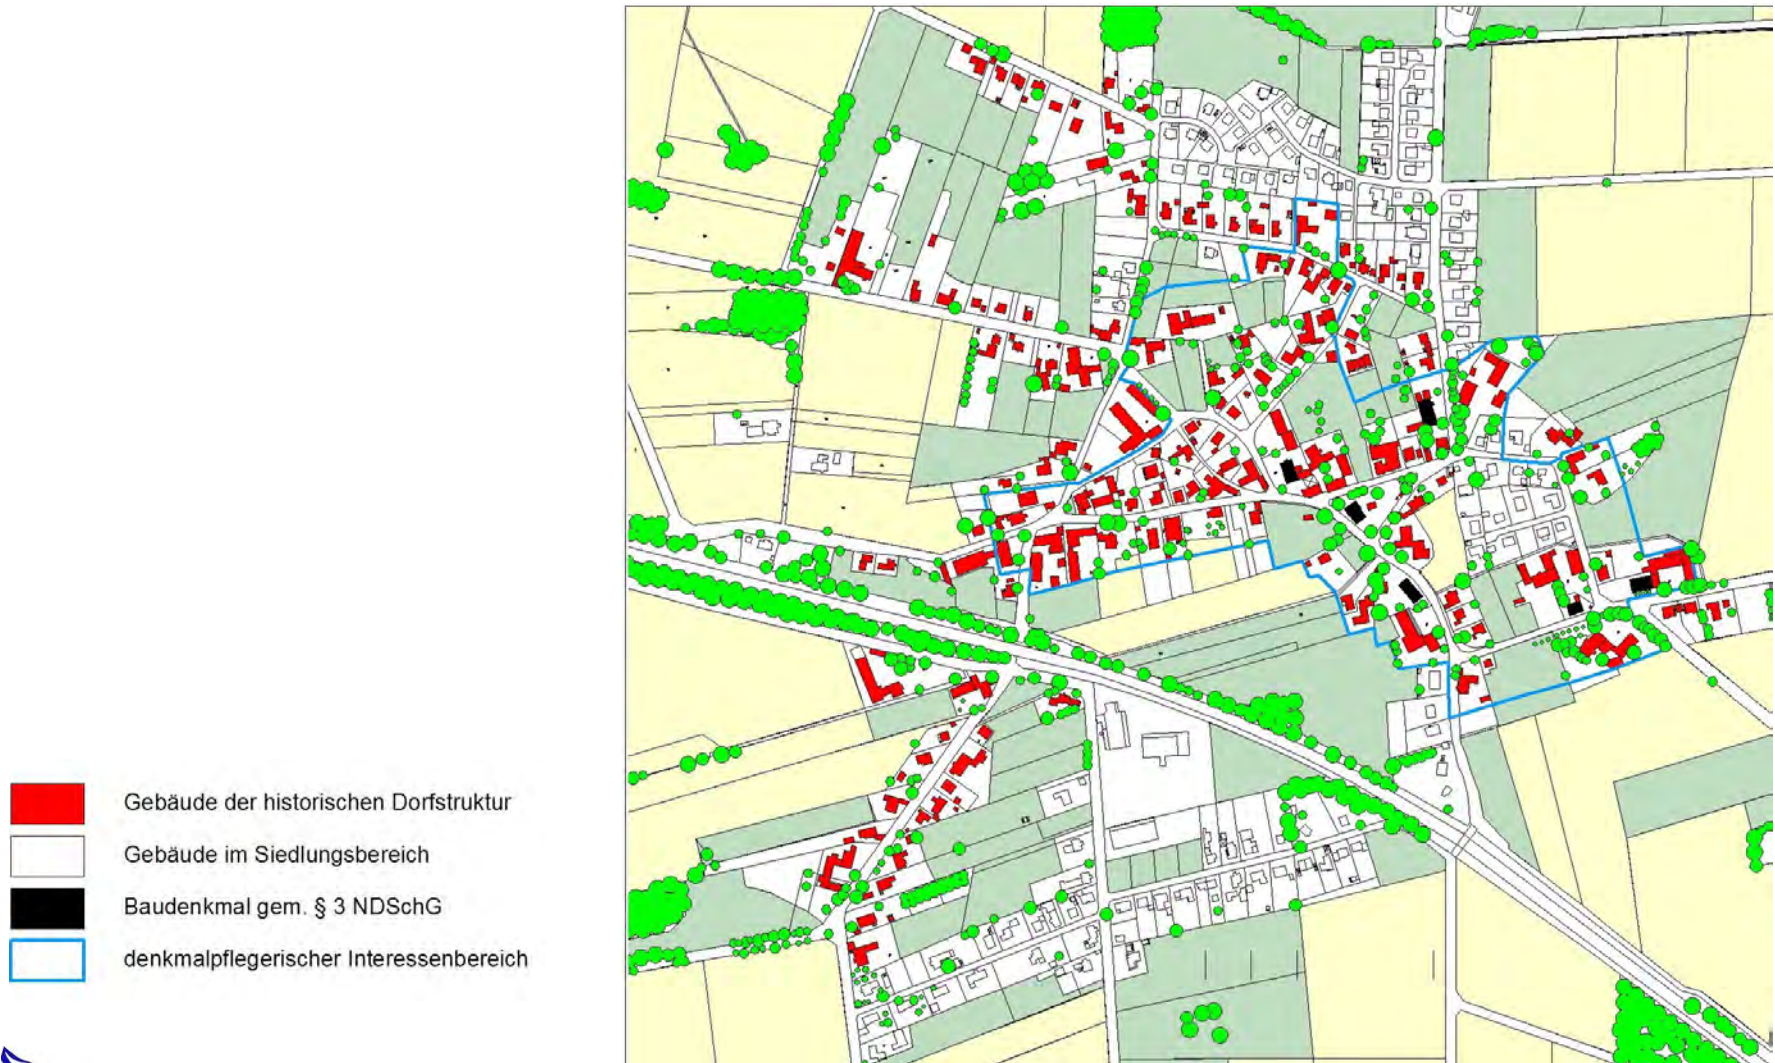 Gebäude der historischen Dorfstruktur
Gebäude im Siedlungsbereich
Baudenkmal gem. § 3 NDSchG
denkmalpflegerischer Interessenbereich